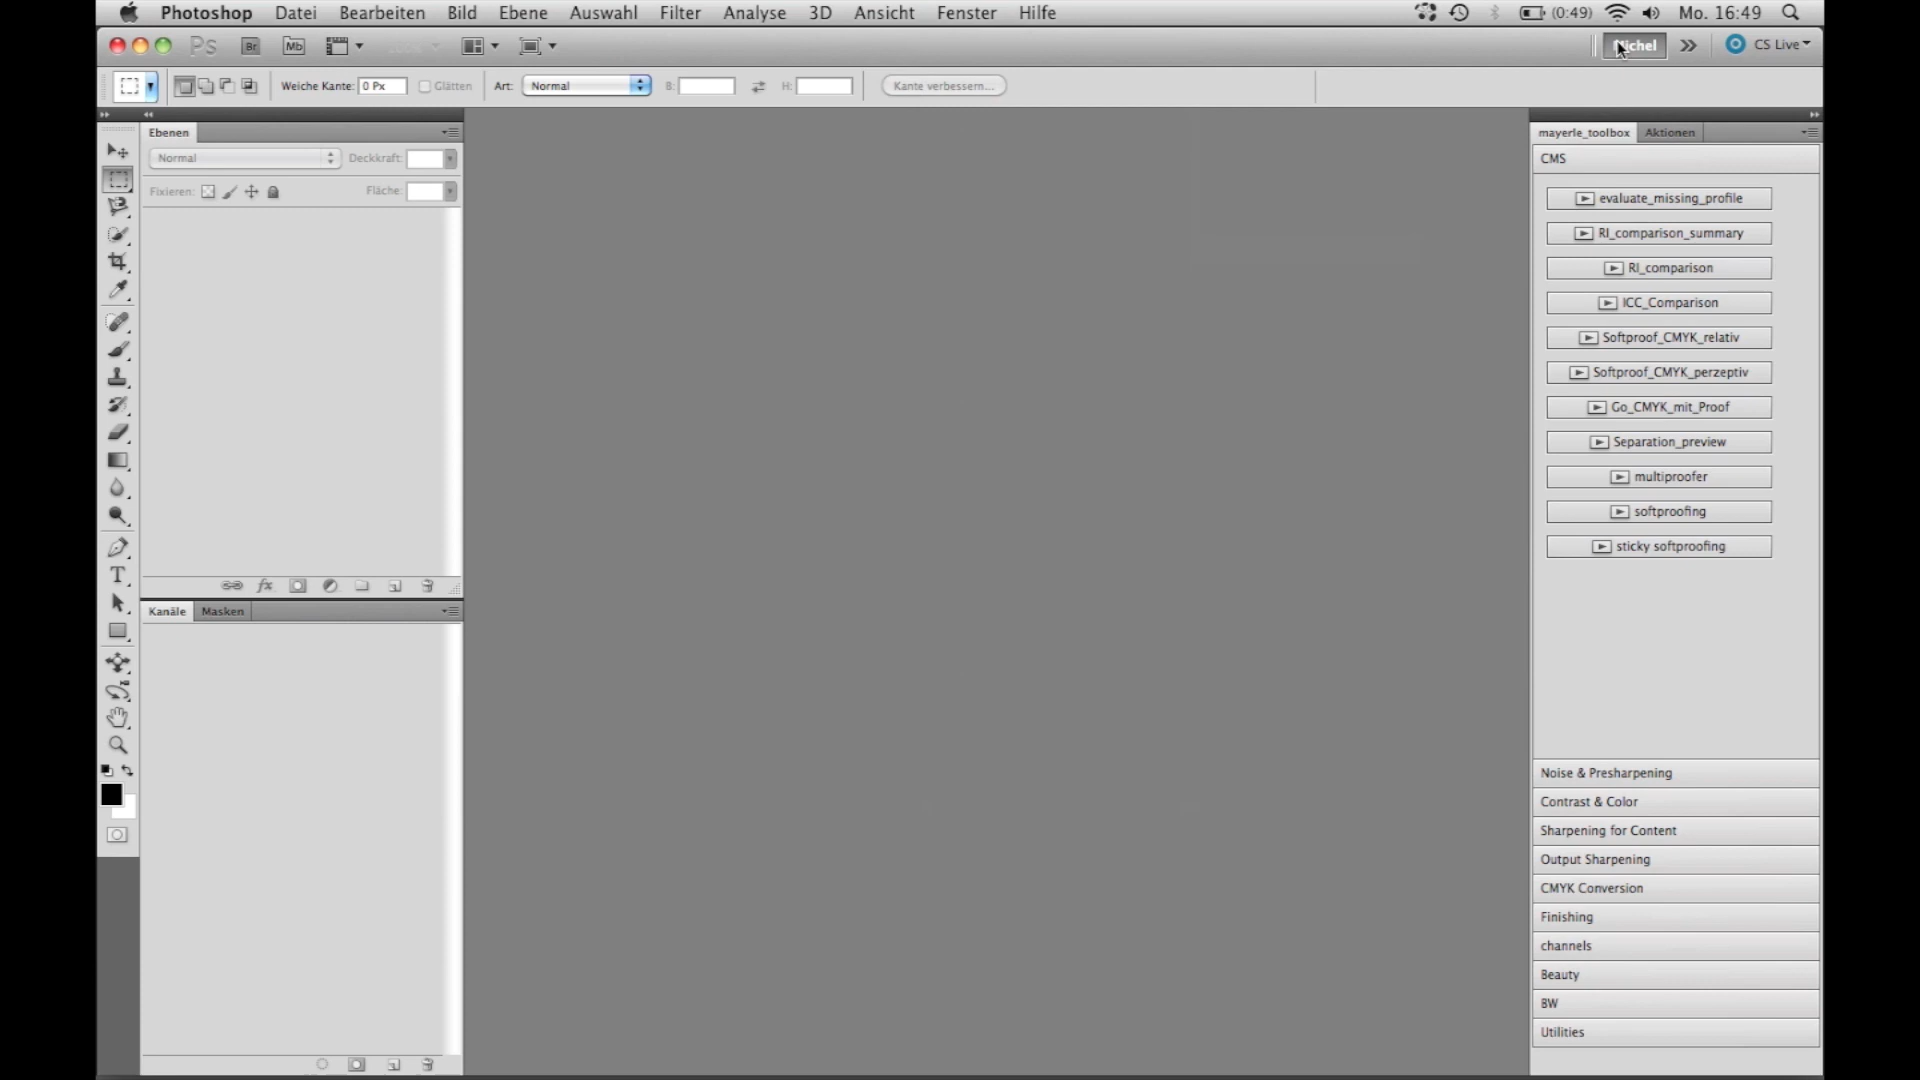 Photoshop Datei Bearbeiten Bild Ebene Auswahl Filter Analyse 3D Ansicht Fenster Hilfe (0:49) Mo. 16:49
Ps Br Mb CS Live
Weiche Kante: 0 Px Glätten Art: Normal B: H: Kante verbessern...
Ebenen
Normal Deckkraft:
Fixieren: Fläche:
Kanäle Masken
mayerle_toolbox Aktionen
CMS
evaluate_missing_profile
RI_comparison_summary
RI_comparison
ICC_Comparison
Softproof_CMYK_relativ
Softproof_CMYK_perzeptiv
Go_CMYK_mit_Proof
Separation_preview
multiproofer
softproofing
sticky softproofing
Noise & Presharpening
Contrast & Color
Sharpening for Content
Output Sharpening
CMYK Conversion
Finishing
channels
Beauty
BW
Utilities